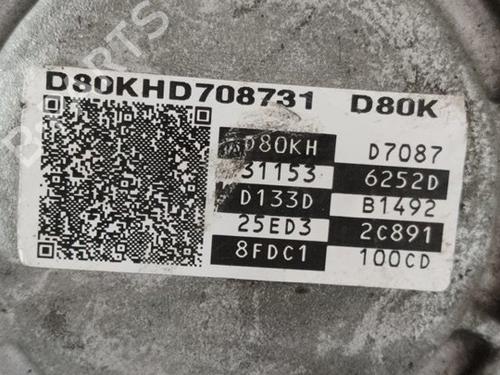 D80KHD708731 D80K
D80KH D7087
31153 6252D
D133D B1492
25ED3 2C891
8FDC1 100CD